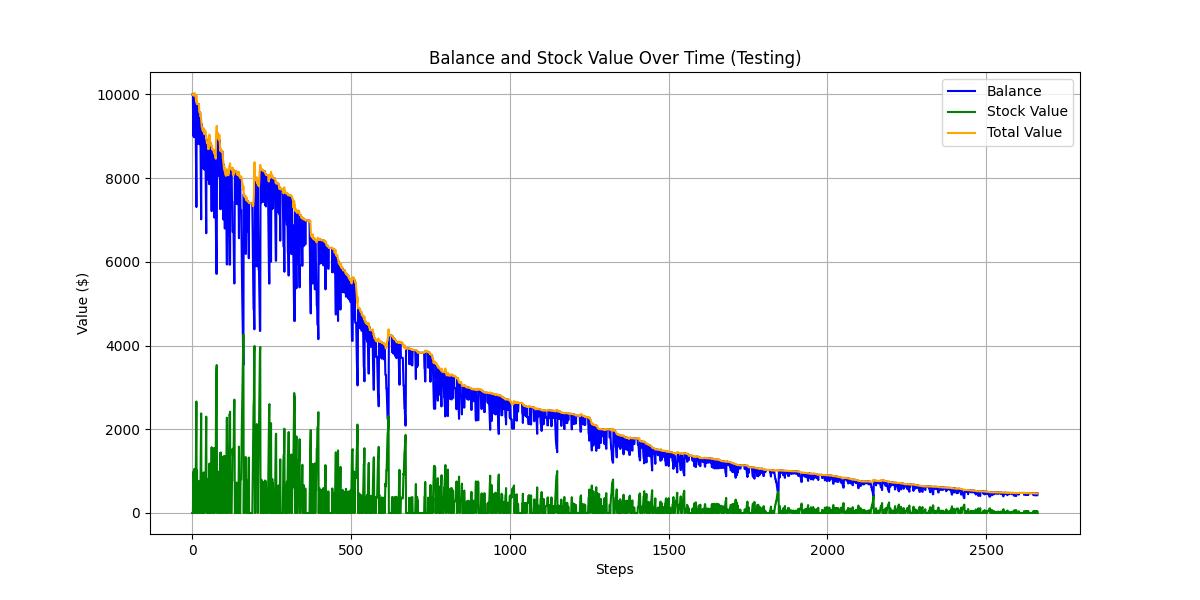 Balance and Stock Value Over Time (Testing)
Balance
Stock Value
Total Value
Value ($)
10000
8000
6000
4000
2000
0
0 500 1000 1500 2000 2500
Steps